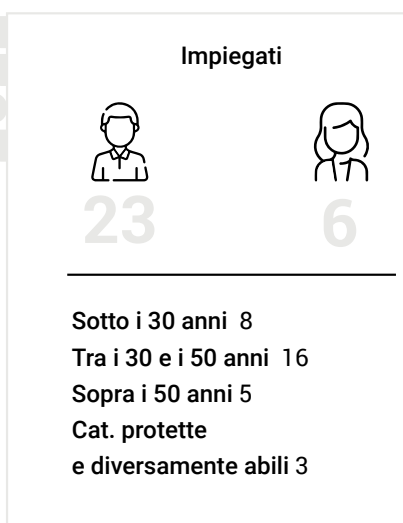 Impiegati
23 6
Sotto i 30 anni 8
Tra i 30 e i 50 anni 16
Sopra i 50 anni 5
Cat. protette
e diversamente abili 3